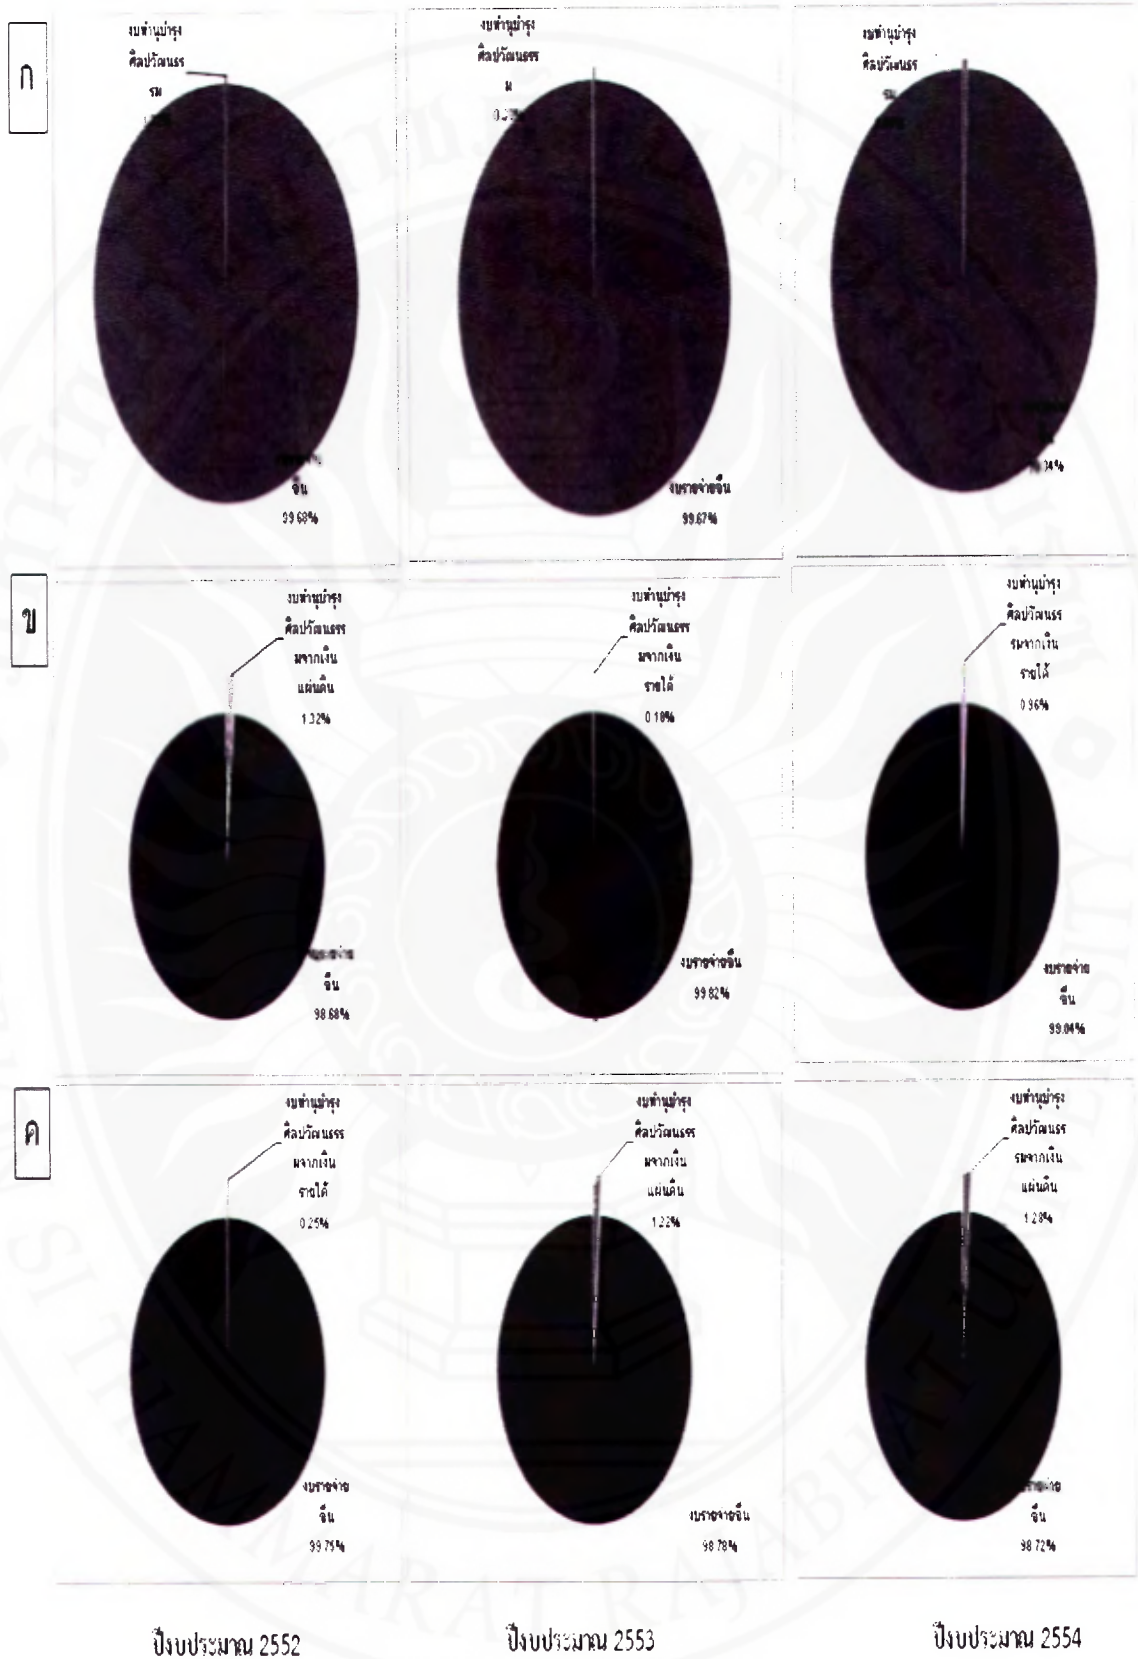 ก
งบทำนุบำรุง
ศิลปวัฒนธร
รม
อื่น
99.68%
งบทำนุบำรุง
ศิลปวัฒนธรร
ม
งบรายจ่ายอื่น
99.67%
งบทำนุบำรุง
ศิลปวัฒนธร
รม
ข
งบทำนุบำรุง
ศิลปวัฒนธรร
มจากเงิน
แผ่นดิน
1.32%
อื่น
98.68%
งบทำนุบำรุง
ศิลปวัฒนธรร
มจากเงิน
รายได้
0.18%
งบรายจ่ายอื่น
99.82%
งบทำนุบำรุง
ศิลปวัฒนธร
รมจากเงิน
รายได้
0.96%
งบรายจ่าย
อื่น
99.04%
ค
งบทำนุบำรุง
ศิลปวัฒนธรร
มจากเงิน
รายได้
0.25%
งบรายจ่าย
อื่น
99.75%
งบทำนุบำรุง
ศิลปวัฒนธรร
มจากเงิน
แผ่นดิน
1.22%
งบรายจ่ายอื่น
98.78%
งบทำนุบำรุง
ศิลปวัฒนธร
รมจากเงิน
แผ่นดิน
1.28%
อื่น
98.72%
ปีงบประมาณ 2552
ปีงบประมาณ 2553
ปีงบประมาณ 2554